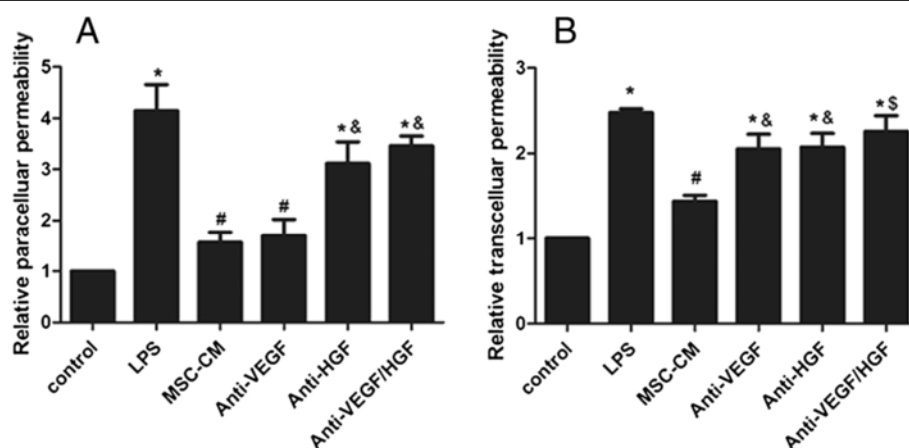 A
Relative paracelluar permeability
5
4
3
2
1
0
*
#
#
*&
*&
control
LPS
MSC-CM
Anti-VEGF
Anti-HGF
Anti-VEGF/HGF
B
Relative transcelluar permeability
3
2
1
0
*
#
*&
*&
*$
control
LPS
MSC-CM
Anti-VEGF
Anti-HGF
Anti-VEGF/HGF